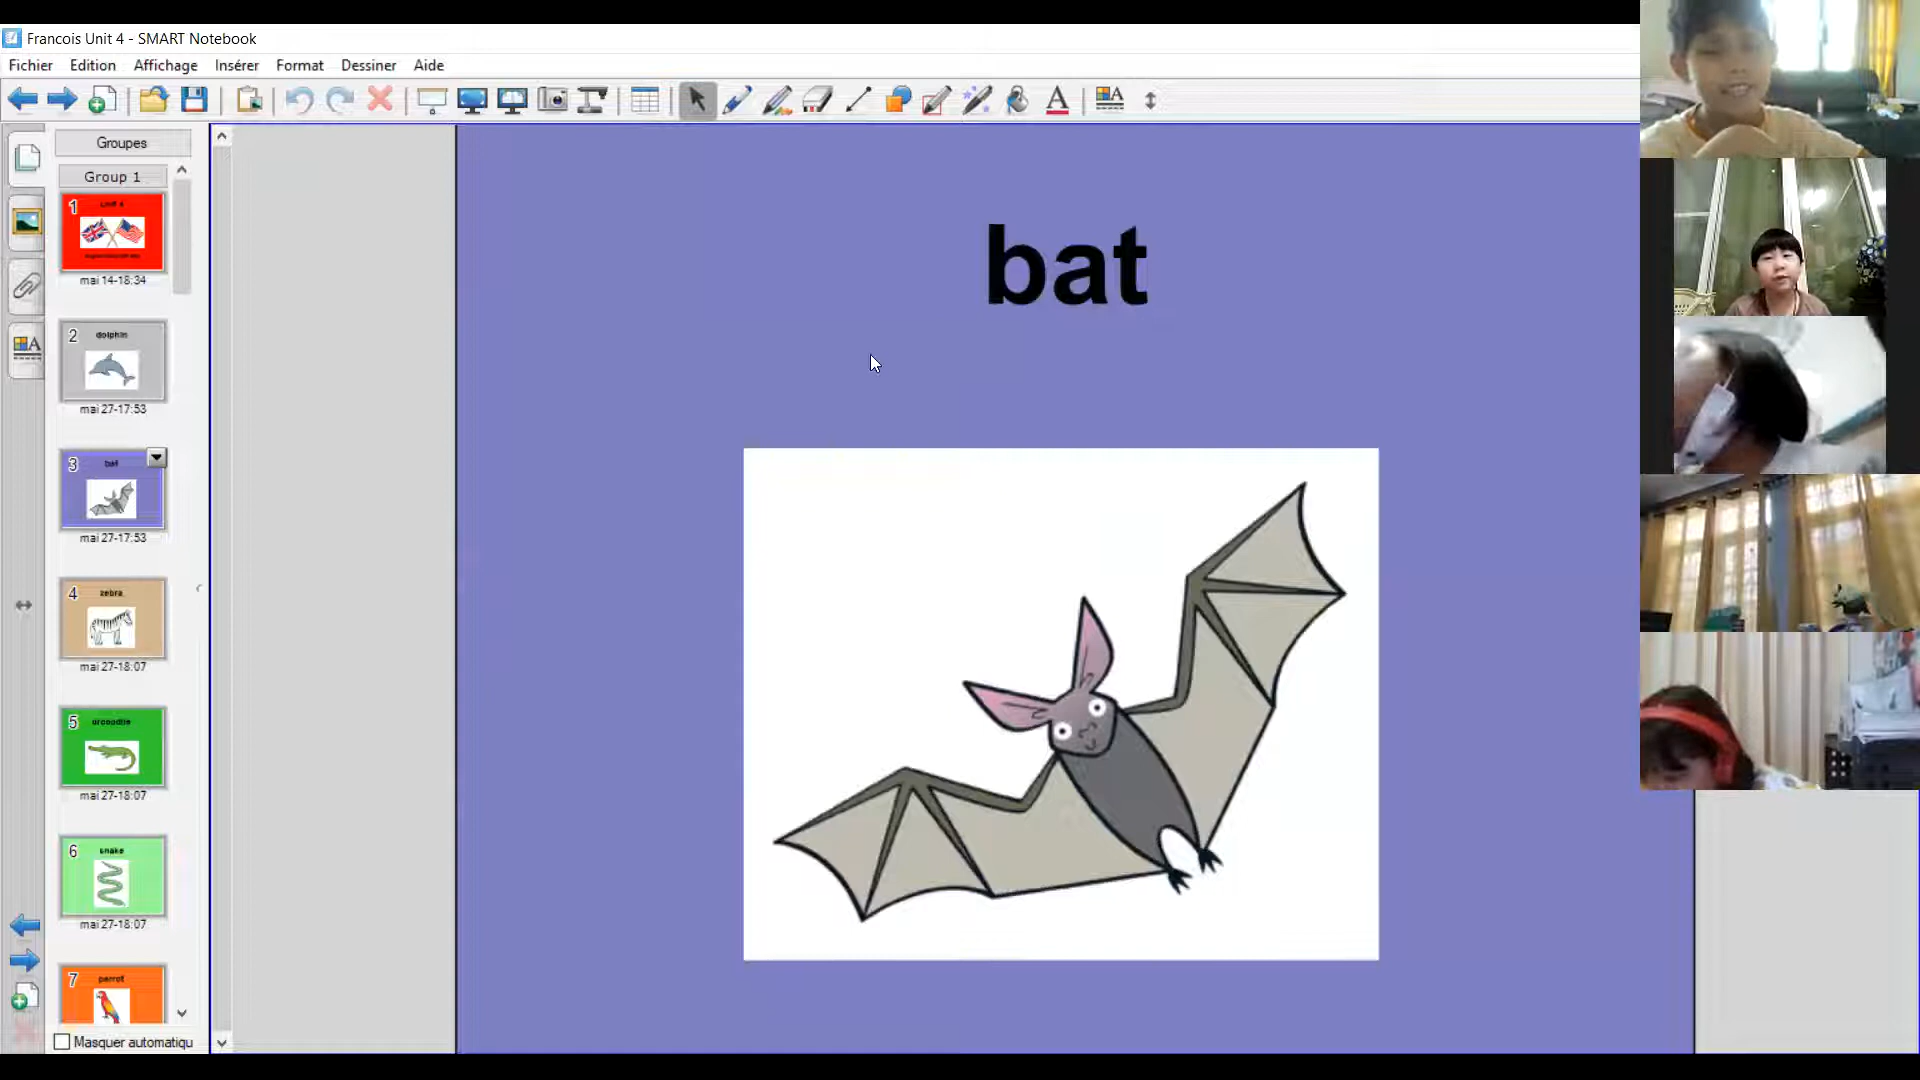 Francois Unit 4 - SMART Notebook
Fichier Edition Affichage Insérer Format Dessiner Aide
Groupes
Group 1
1
Unit 4
mai 14-18:34
2
dolphin
mai 27-17:53
3
bat
mai 27-17:53
4
zebra
mai 27-18:07
5
crocodile
mai 27-18:07
6
snake
mai 27-18:07
7
parrot
Masquer automatiqu
bat